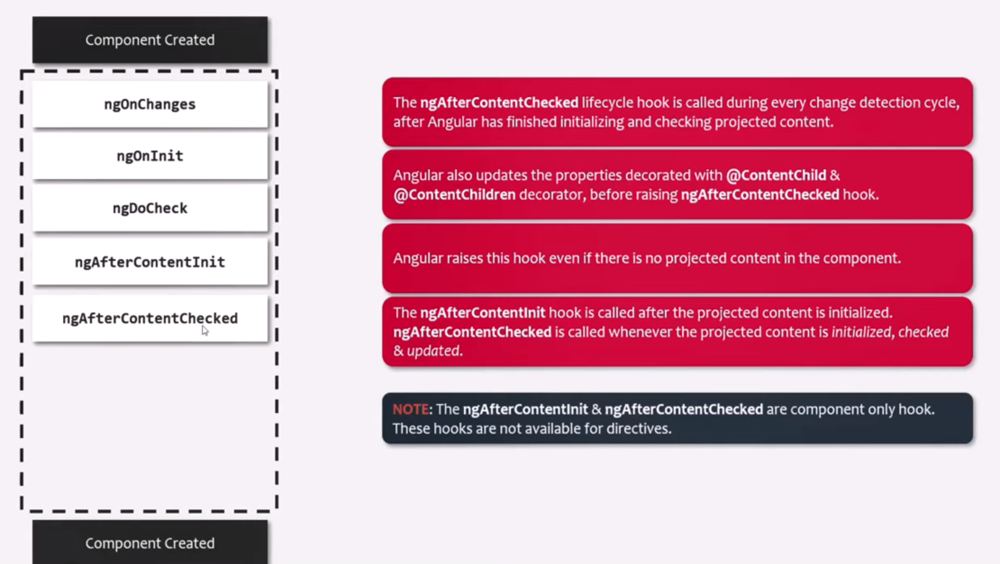 Component Created
ngOnChanges
ngOnInit
ngDoCheck
ngAfterContentInit
ngAfterContentChecked
Component Created
The ngAfterContentChecked lifecycle hook is called during every change detection cycle,
after Angular has finished initializing and checking projected content.
Angular also updates the properties decorated with @ContentChild &
@ContentChildren decorator, before raising ngAfterContentChecked hook.
Angular raises this hook even if there is no projected content in the component.
The ngAfterContentInit hook is called after the projected content is initialized.
ngAfterContentChecked is called whenever the projected content is initialized, checked
& updated.
NOTE: The ngAfterContentInit & ngAfterContentChecked are component only hook.
These hooks are not available for directives.